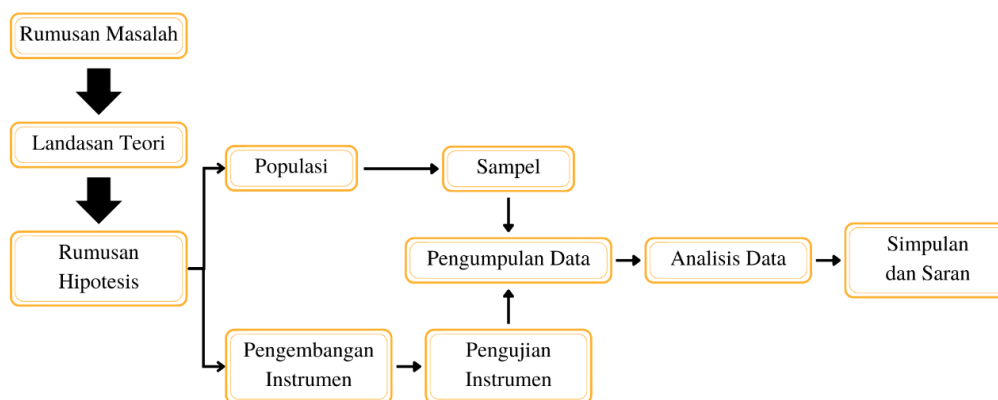 Rumusan Masalah
Landasan Teori
Rumusan
Hipotesis
Populasi
Sampel
Pengembangan
Instrumen
Pengujian
Instrumen
Pengumpulan Data
Analisis Data
Simpulan
dan Saran